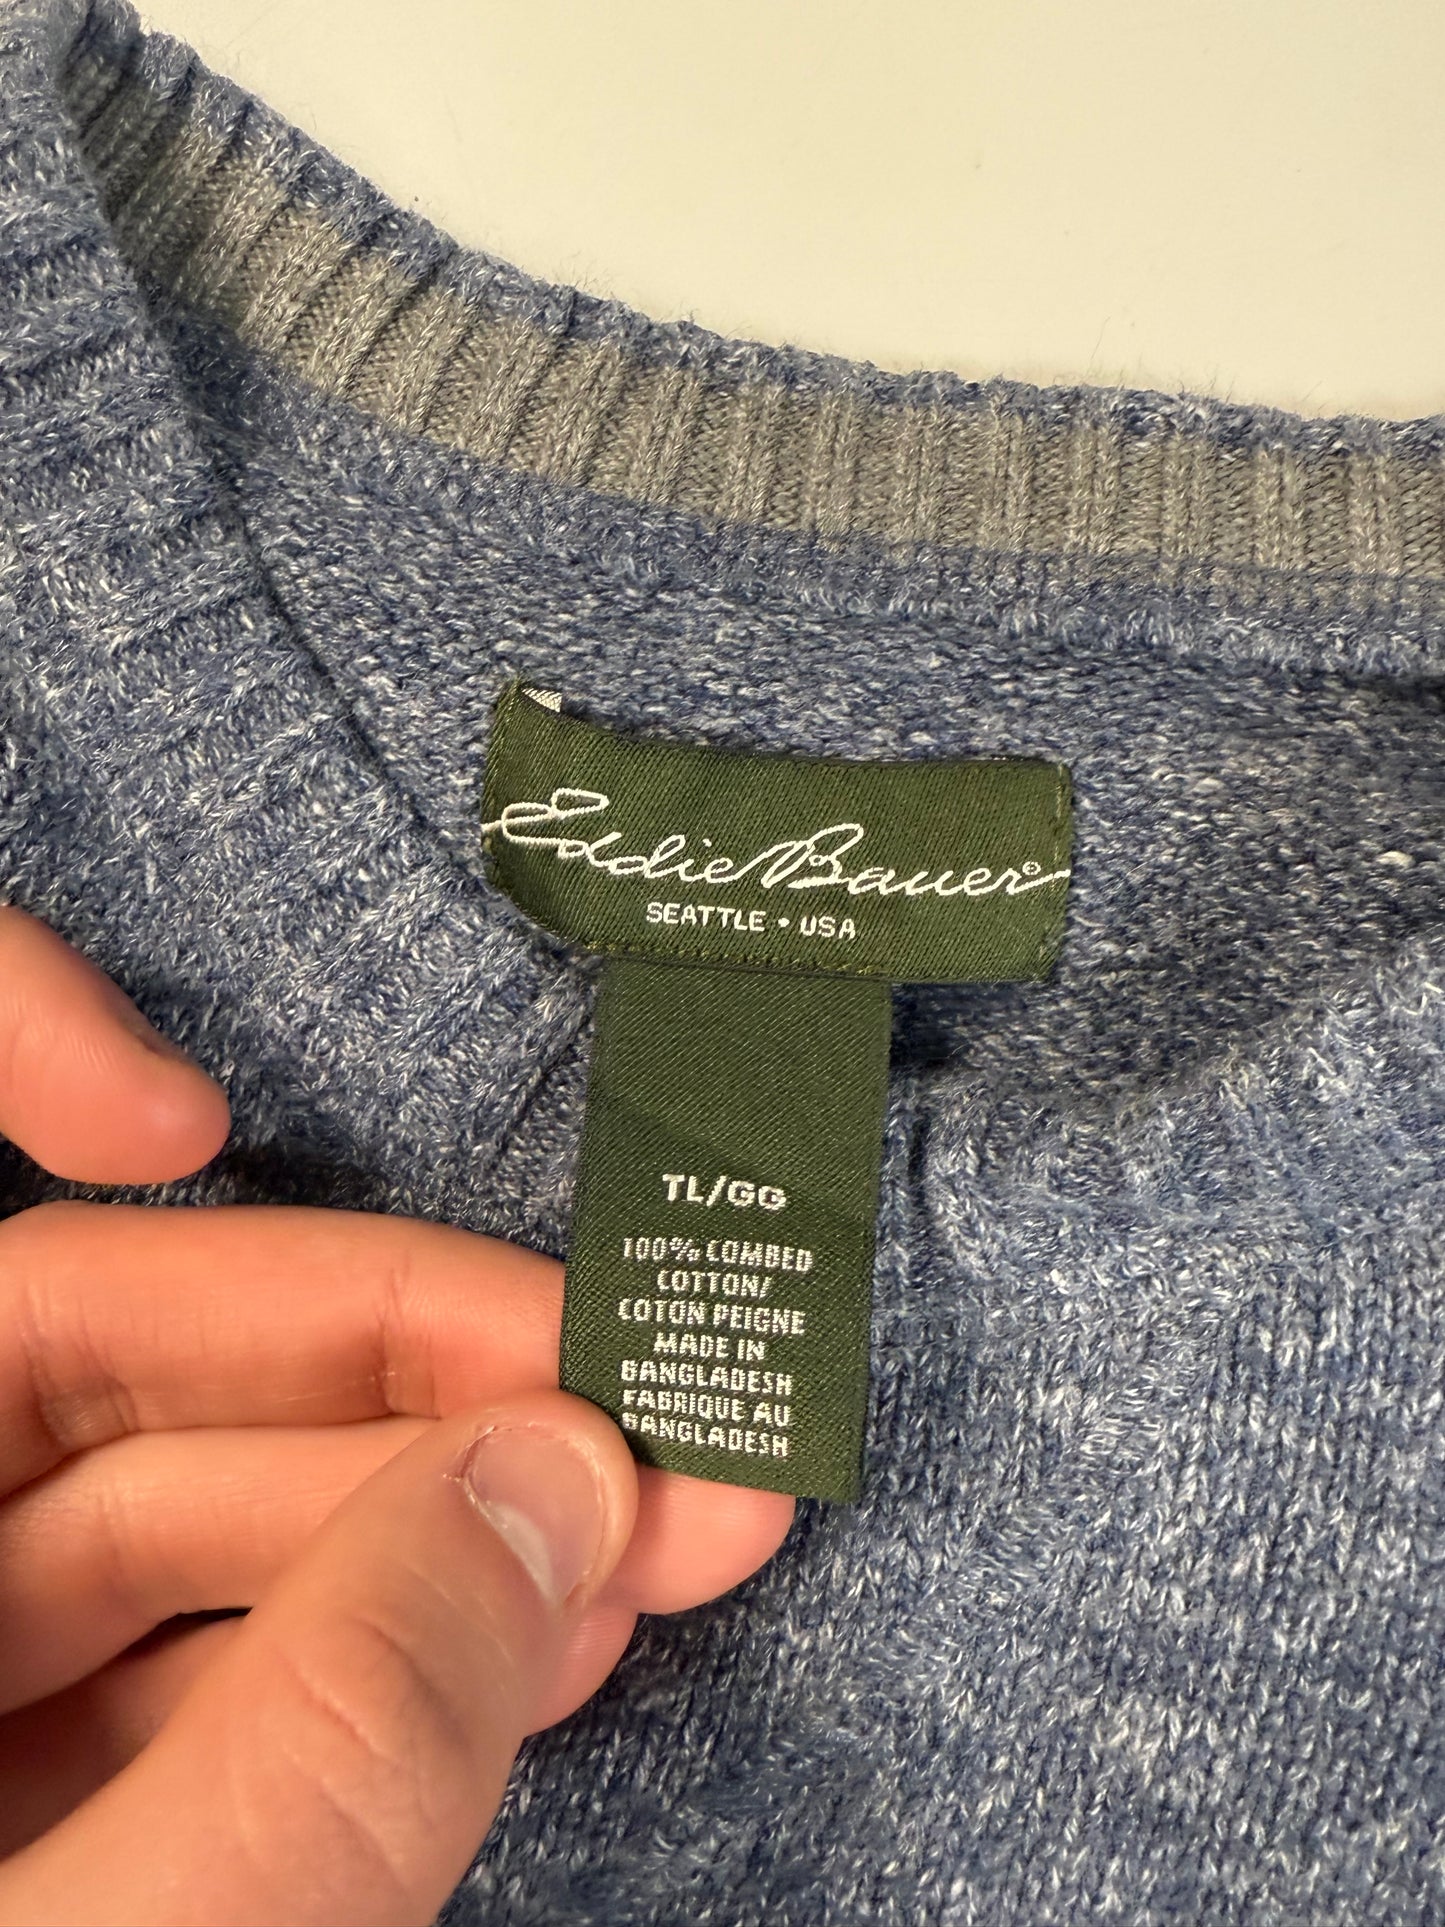 Eddie Bauer®
SEATTLE • USA
TL/GG
100% COMBED
COTTON/
COTON PEIGNE
MADE IN
BANGLADESH
FABRIQUE AU
BANGLADESH